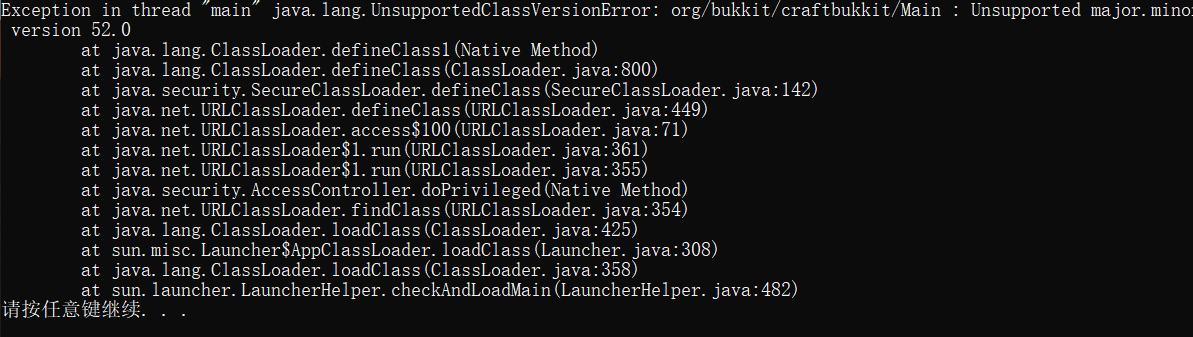 Exception in thread "main" java.lang.UnsupportedClassVersionError: org/bukkit/craftbukkit/Main : Unsupported major.mino
 version 52.0
        at java.lang.ClassLoader.defineClass1(Native Method)
        at java.lang.ClassLoader.defineClass(ClassLoader.java:800)
        at java.security.SecureClassLoader.defineClass(SecureClassLoader.java:142)
        at java.net.URLClassLoader.defineClass(URLClassLoader.java:449)
        at java.net.URLClassLoader.access$100(URLClassLoader.java:71)
        at java.net.URLClassLoader$1.run(URLClassLoader.java:361)
        at java.net.URLClassLoader$1.run(URLClassLoader.java:355)
        at java.security.AccessController.doPrivileged(Native Method)
        at java.net.URLClassLoader.findClass(URLClassLoader.java:354)
        at java.lang.ClassLoader.loadClass(ClassLoader.java:425)
        at sun.misc.Launcher$AppClassLoader.loadClass(Launcher.java:308)
        at java.lang.ClassLoader.loadClass(ClassLoader.java:358)
        at sun.launcher.LauncherHelper.checkAndLoadMain(LauncherHelper.java:482)
请按任意键继续. . .